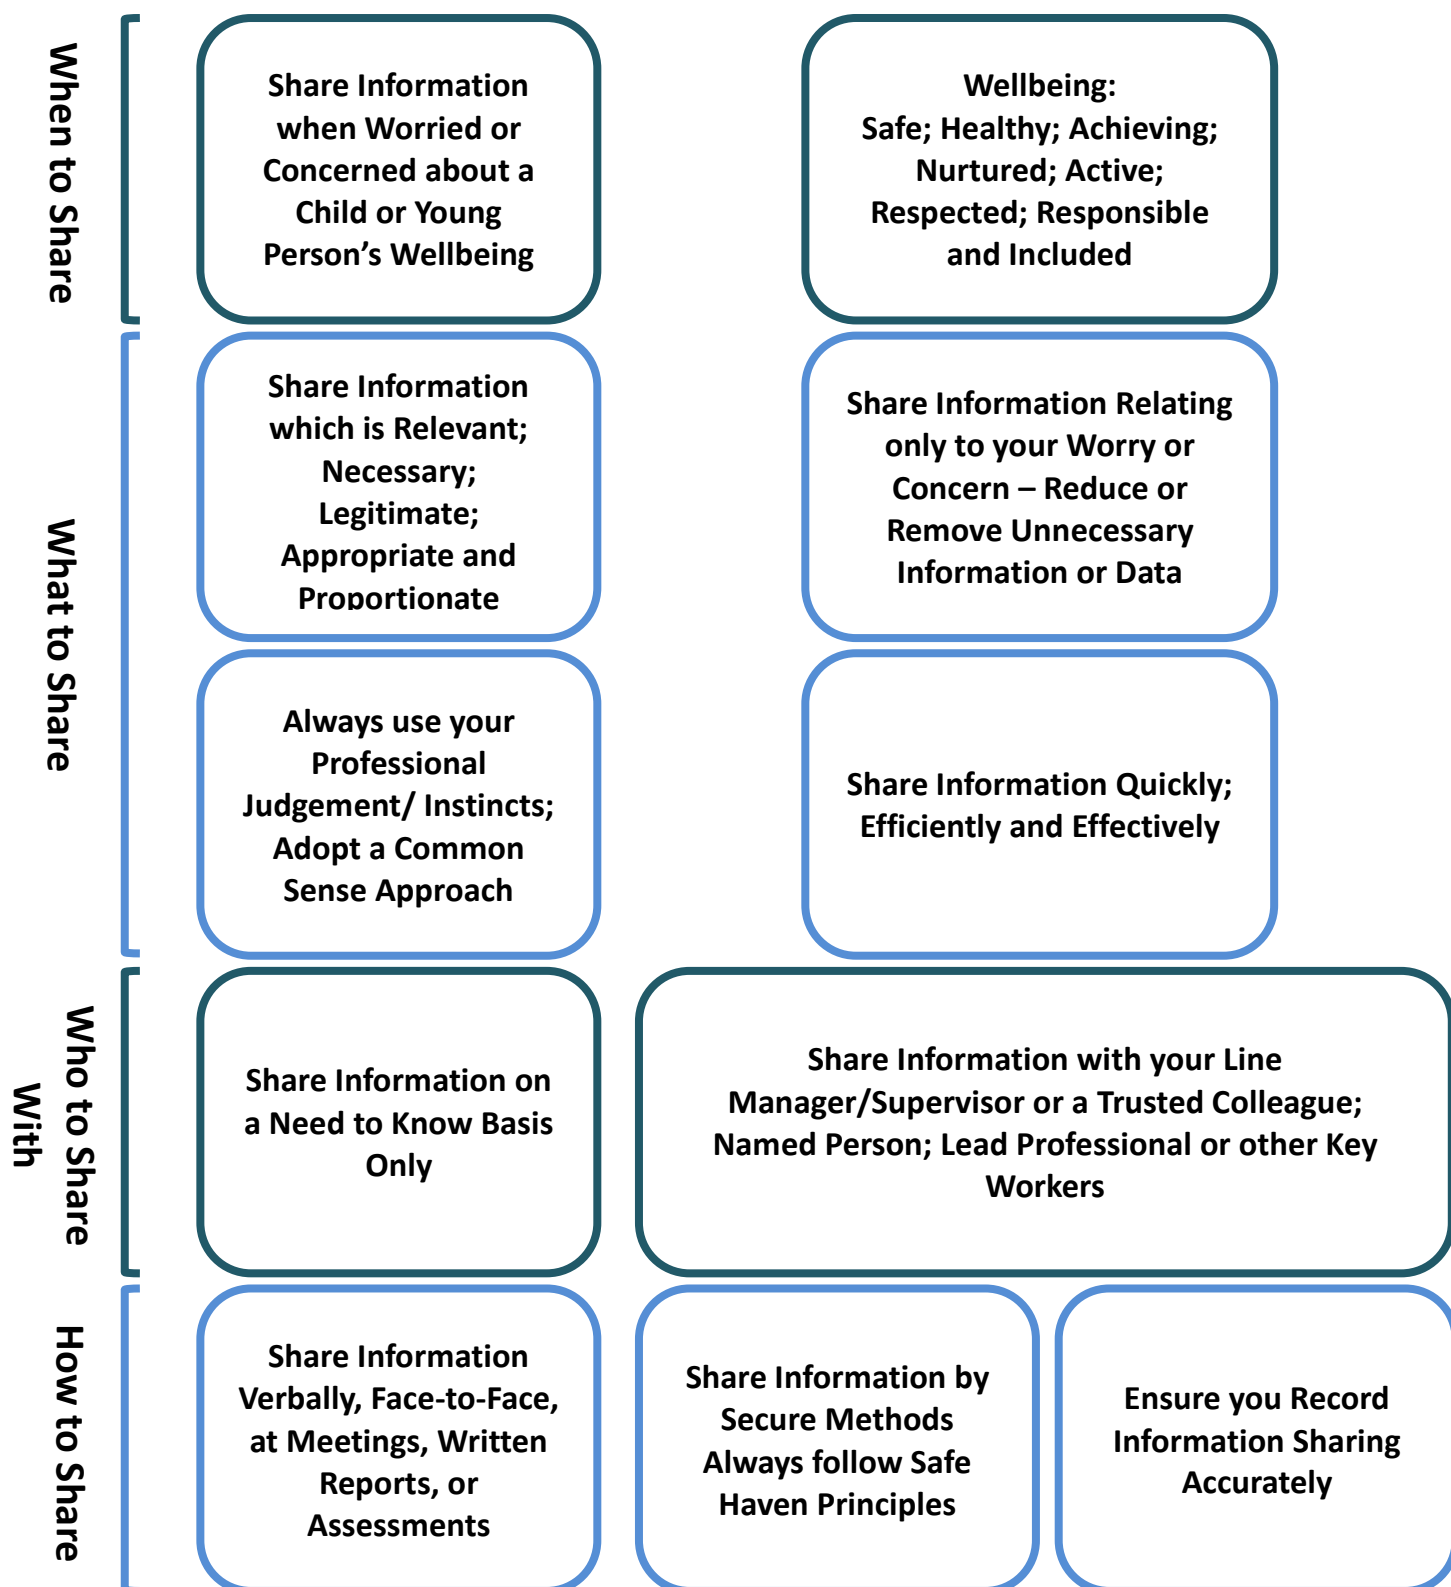 When to Share
Share Information
when Worried or
Concerned about a
Child or Young
Person’s Wellbeing
Wellbeing:
Safe; Healthy; Achieving;
Nurtured; Active;
Respected; Responsible
and Included
What to Share
Share Information
which is Relevant;
Necessary;
Legitimate;
Appropriate and
Proportionate
Share Information Relating
only to your Worry or
Concern – Reduce or
Remove Unnecessary
Information or Data
Always use your
Professional
Judgement/ Instincts;
Adopt a Common
Sense Approach
Share Information Quickly;
Efficiently and Effectively
Who to Share
With
Share Information on
a Need to Know Basis
Only
Share Information with your Line
Manager/Supervisor or a Trusted Colleague;
Named Person; Lead Professional or other Key
Workers
How to Share
Share Information
Verbally, Face-to-Face,
at Meetings, Written
Reports, or
Assessments
Share Information by
Secure Methods
Always follow Safe
Haven Principles
Ensure you Record
Information Sharing
Accurately